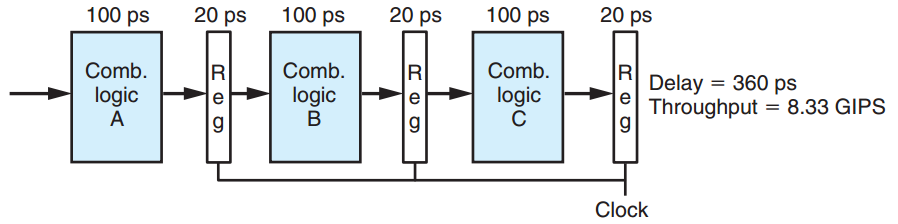 100 ps 20 ps 100 ps 20 ps 100 ps 20 ps
Comb.
logic
A
R
e
g
Comb.
logic
B
R
e
g
Comb.
logic
C
R
e
g
Delay = 360 ps
Throughput = 8.33 GIPS
Clock